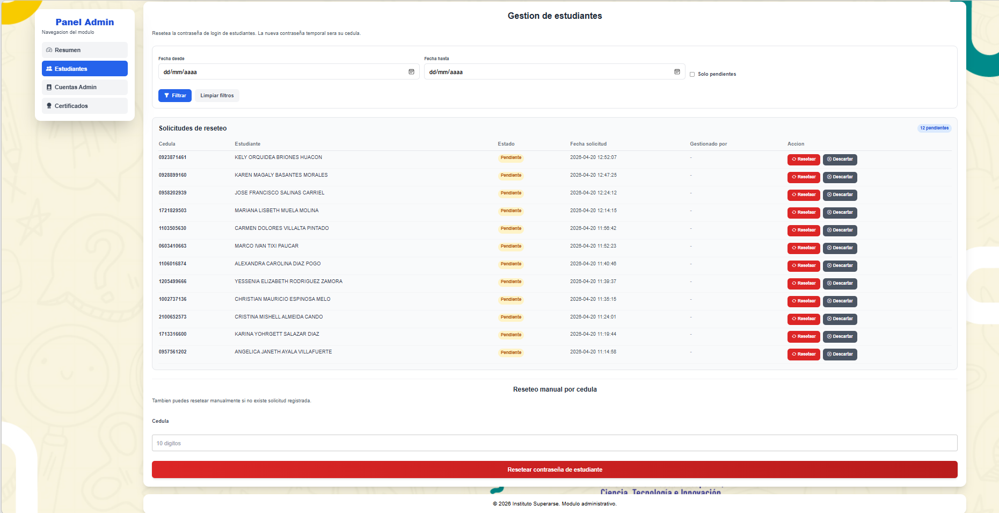 Panel Admin
Navegacion del modulo
Resumen
Estudiantes
Cuentas Admin
Certificados
Gestion de estudiantes
Resetea la contraseña de login de estudiantes. La nueva contraseña temporal sera su cedula.
Fecha desde
Fecha hasta
dd/mm/aaaa
dd/mm/aaaa
Solo pendientes
Filtrar
Limpiar filtros
Solicitudes de reseteo
12 pendientes
Cedula Estudiante Estado Fecha solicitud Gestionado por Accion
0923871461 KELY ORQUIDEA BRIONES HUACON Pendiente 2026-04-20 12:52:07 - Resetear Descartar
0928899160 KAREN MAGALY BASANTES MORALES Pendiente 2026-04-20 12:47:25 - Resetear Descartar
0958202939 JOSE FRANCISCO SALINAS CARRIEL Pendiente 2026-04-20 12:24:12 - Resetear Descartar
1721829503 MARIANA LISBETH MUELA MOLINA Pendiente 2026-04-20 12:14:15 - Resetear Descartar
1103505630 CARMEN DOLORES VILLALTA PINTADO Pendiente 2026-04-20 11:56:42 - Resetear Descartar
0603410663 MARCO IVAN TIXI PAUCAR Pendiente 2026-04-20 11:52:23 - Resetear Descartar
1106016874 ALEXANDRA CAROLINA DIAZ POGO Pendiente 2026-04-20 11:40:46 - Resetear Descartar
1205499666 YESSENIA ELIZABETH RODRIGUEZ ZAMORA Pendiente 2026-04-20 11:39:37 - Resetear Descartar
1002737136 CHRISTIAN MAURICIO ESPINOSA MELO Pendiente 2026-04-20 11:35:15 - Resetear Descartar
2100652573 CRISTINA MISHELL ALMEIDA CANDO Pendiente 2026-04-20 11:24:01 - Resetear Descartar
1713316600 KARINA YOHRGETT SALAZAR DIAZ Pendiente 2026-04-20 11:19:44 - Resetear Descartar
0957561202 ANGELICA JANETH AYALA VILLAFUERTE Pendiente 2026-04-20 11:14:58 - Resetear Descartar
Reseteo manual por cedula
Tambien puedes resetear manualmente si no existe solicitud registrada.
Cedula
10 digitos
Resetear contraseña de estudiante
Ciencia, Tecnología e Innovación
© 2026 Instituto Superarse. Modulo administrativo.